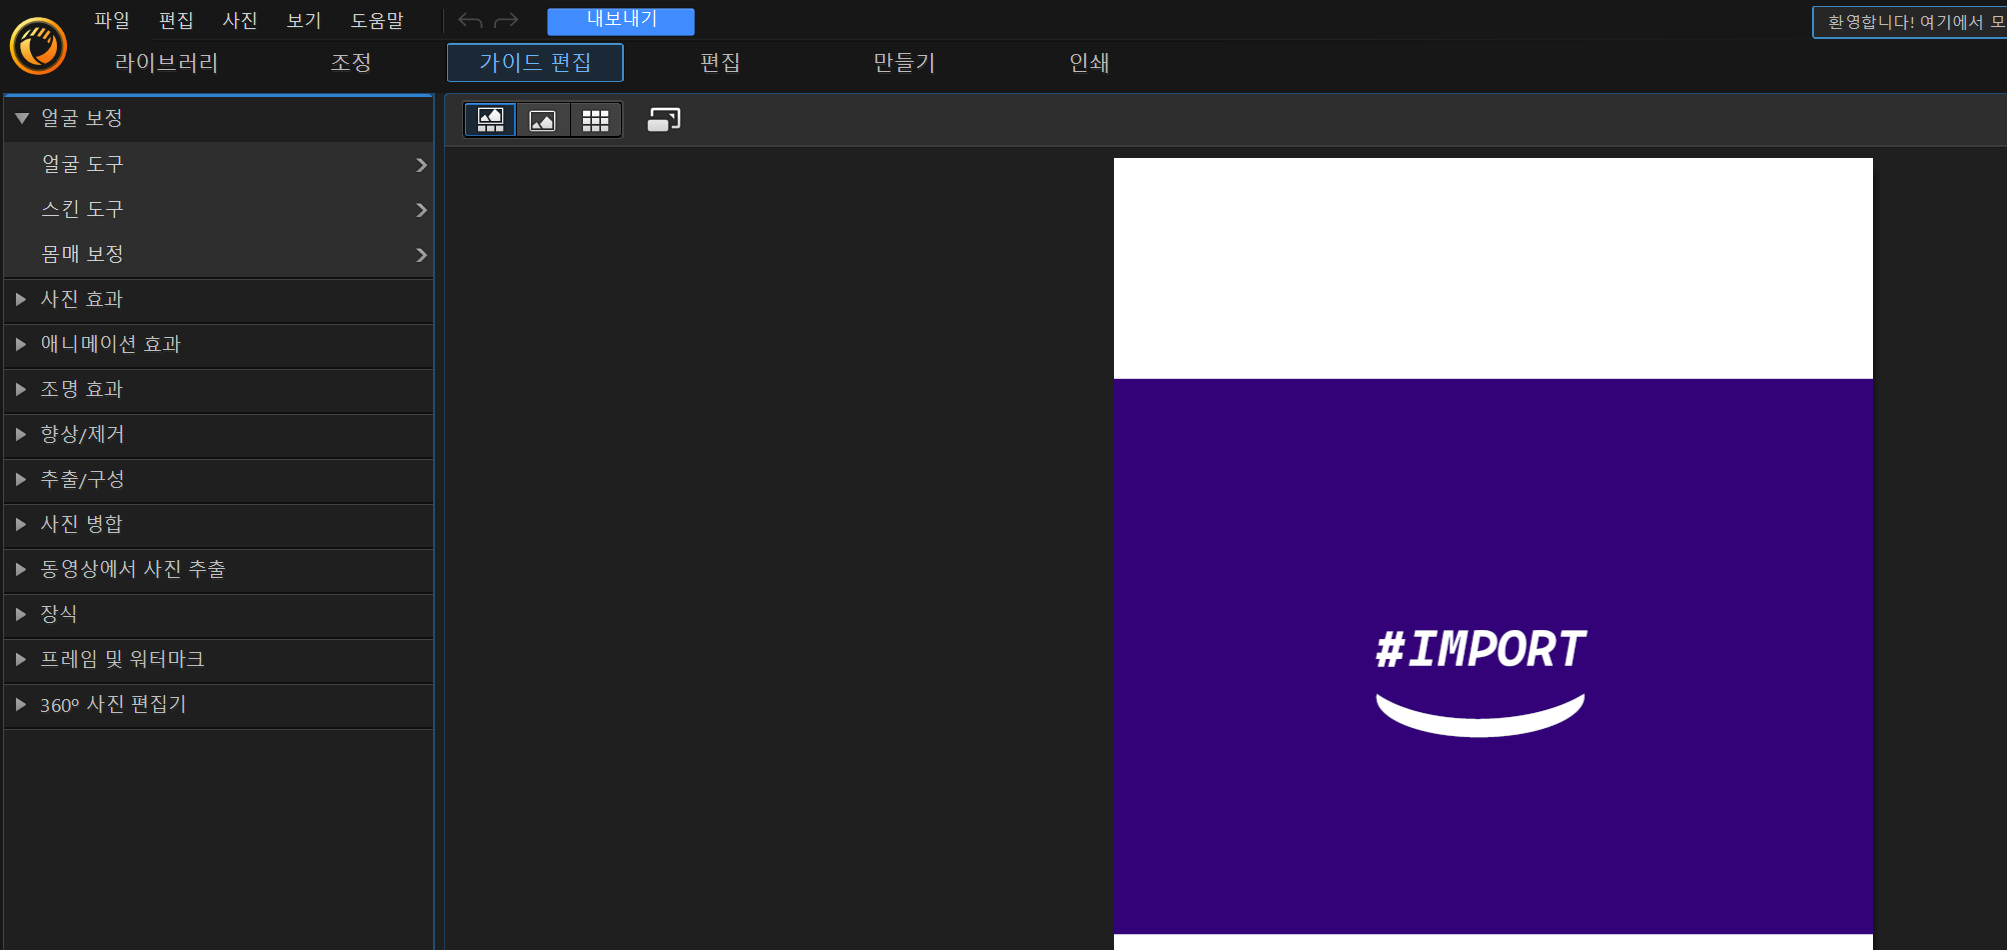 파일 편집 사진 보기 도움말 내보내기 환영합니다! 여기에서 모
라이브러리 조정 가이드 편집 편집 만들기 인쇄
얼굴 보정
얼굴 도구
스킨 도구
몸매 보정
사진 효과
애니메이션 효과
조명 효과
향상/제거
추출/구성
사진 병합
동영상에서 사진 추출
장식
프레임 및 워터마크
360º 사진 편집기
#IMPORT